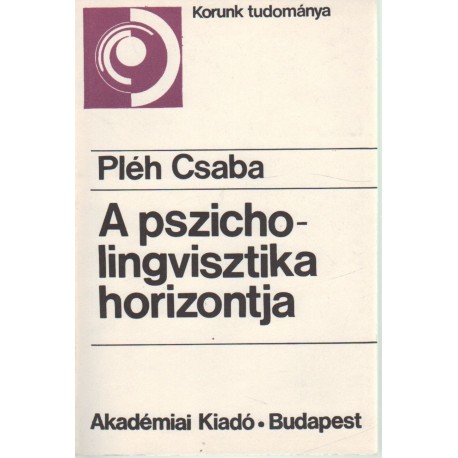 Korunk tudománya
Pléh Csaba
A pszicho-
lingvisztika
horizontja
Akadémiai Kiadó • Budapest